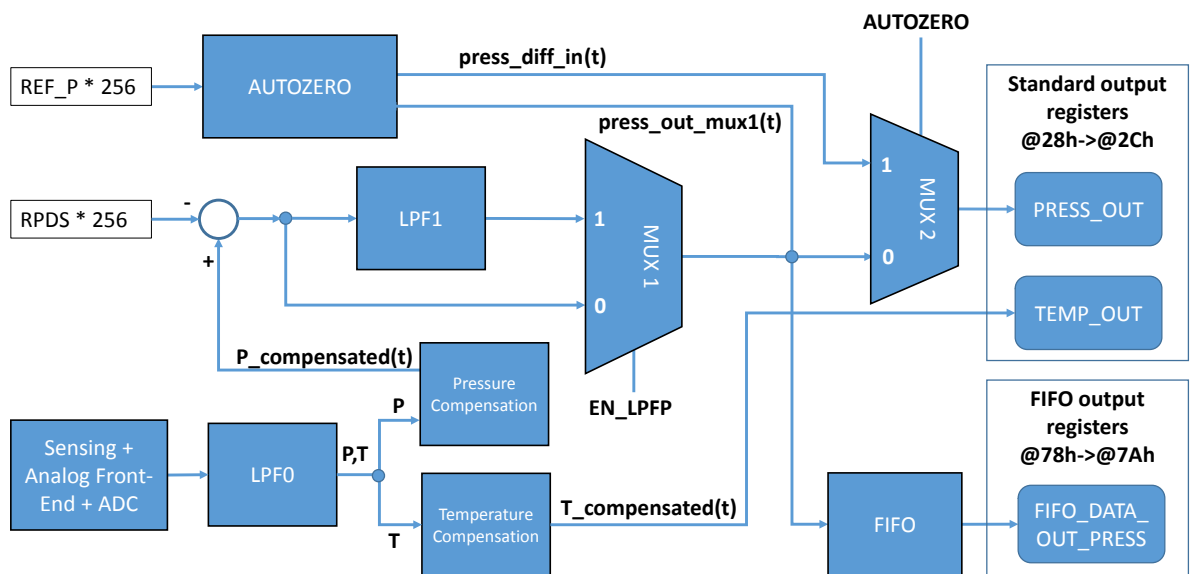 AUTOZERO
press_diff_in(t)
REF_P * 256
AUTOZERO
Standard output
registers
@28h->@2Ch
press_out_mux1(t)
1
MUX 2
0
PRESS_OUT
RPDS * 256
-
+
LPF1
1
MUX 1
0
TEMP_OUT
P_compensated(t)
Pressure
Compensation
EN_LPFP
P
FIFO output
registers
@78h->@7Ah
Sensing +
Analog Front-
End + ADC
LPF0
P,T
T
Temperature
Compensation
T_compensated(t)
FIFO
FIFO_DATA_
OUT_PRESS